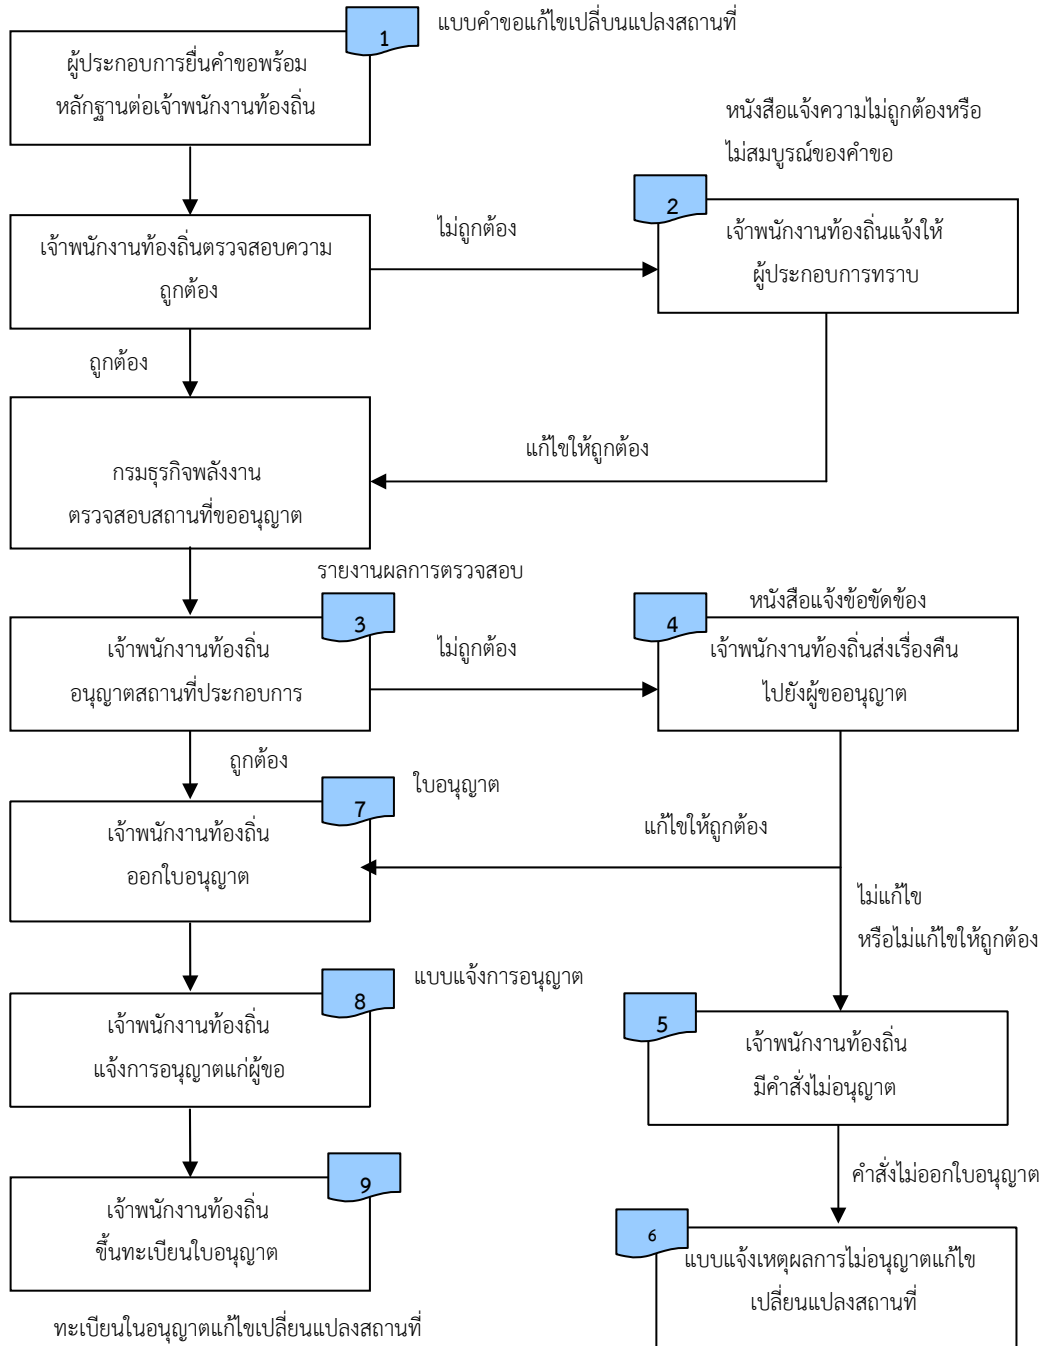 1
แบบคำขอแก้ไขเปลี่บนแปลงสถานที่
ผู้ประกอบการยื่นคำขอพร้อม
หลักฐานต่อเจ้าพนักงานท้องถิ่น
หนังสือแจ้งความไม่ถูกต้องหรือ
ไม่สมบูรณ์ของคำขอ
2
เจ้าพนักงานท้องถิ่นตรวจสอบความ
ถูกต้อง
ไม่ถูกต้อง
เจ้าพนักงานท้องถิ่นแจ้งให้
ผู้ประกอบการทราบ
ถูกต้อง
แก้ไขให้ถูกต้อง
กรมธุรกิจพลังงาน
ตรวจสอบสถานที่ขออนุญาต
รายงานผลการตรวจสอบ
3
เจ้าพนักงานท้องถิ่น
อนุญาตสถานที่ประกอบการ
ไม่ถูกต้อง
หนังสือแจ้งข้อขัดข้อง
4
เจ้าพนักงานท้องถิ่นส่งเรื่องคืน
ไปยังผู้ขออนุญาต
ถูกต้อง
7
ใบอนุญาต
เจ้าพนักงานท้องถิ่น
ออกใบอนุญาต
แก้ไขให้ถูกต้อง
ไม่แก้ไข
หรือไม่แก้ไขให้ถูกต้อง
8
แบบแจ้งการอนุญาต
เจ้าพนักงานท้องถิ่น
แจ้งการอนุญาตแก่ผู้ขอ
5
เจ้าพนักงานท้องถิ่น
มีคำสั่งไม่อนุญาต
คำสั่งไม่ออกใบอนุญาต
9
เจ้าพนักงานท้องถิ่น
ขึ้นทะเบียนใบอนุญาต
6
แบบแจ้งเหตุผลการไม่อนุญาตแก้ไข
เปลี่ยนแปลงสถานที่
ทะเบียนในอนุญาตแก้ไขเปลี่ยนแปลงสถานที่